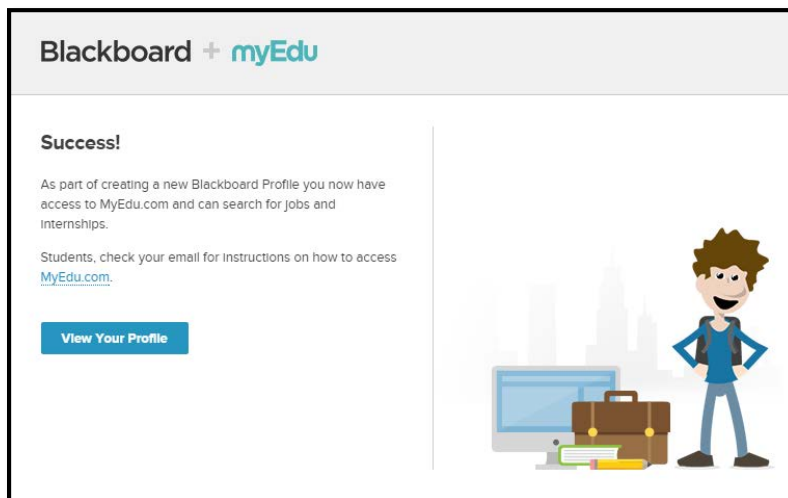 Blackboard + myEdu
Success!
As part of creating a new Blackboard Profile you now have
access to MyEdu.com and can search for jobs and
internships.
Students, check your email for instructions on how to access
MyEdu.com.
View Your Profile